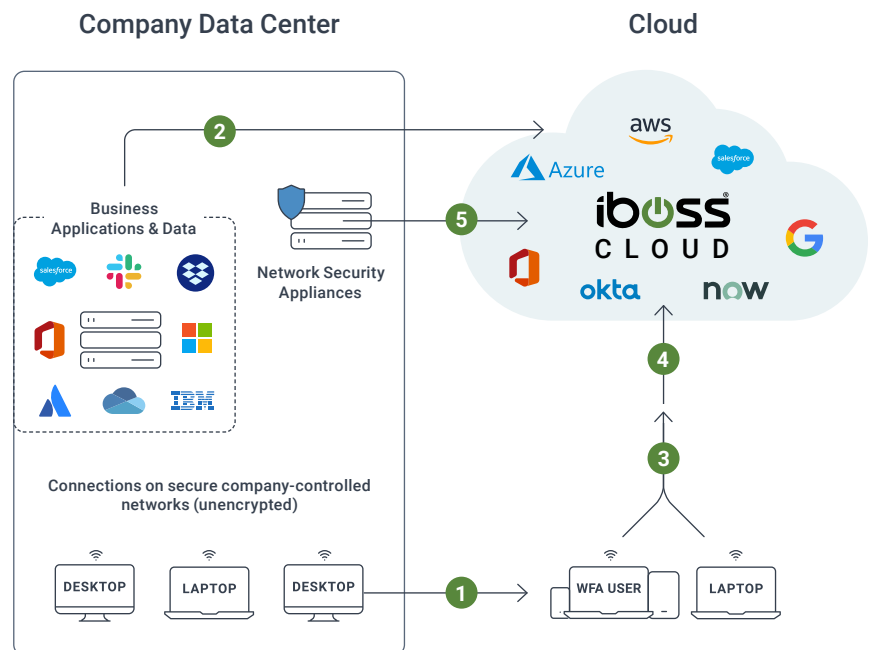 Company Data Center
Cloud
2
aws
salesforce
Azure
Business
Applications & Data
5
iboss®
CLOUD
G
Network Security
Appliances
salesforce
okta
now
IBM
4
3
Connections on secure company-controlled
networks (unencrypted)
DESKTOP
LAPTOP
DESKTOP
1
WFA USER
LAPTOP